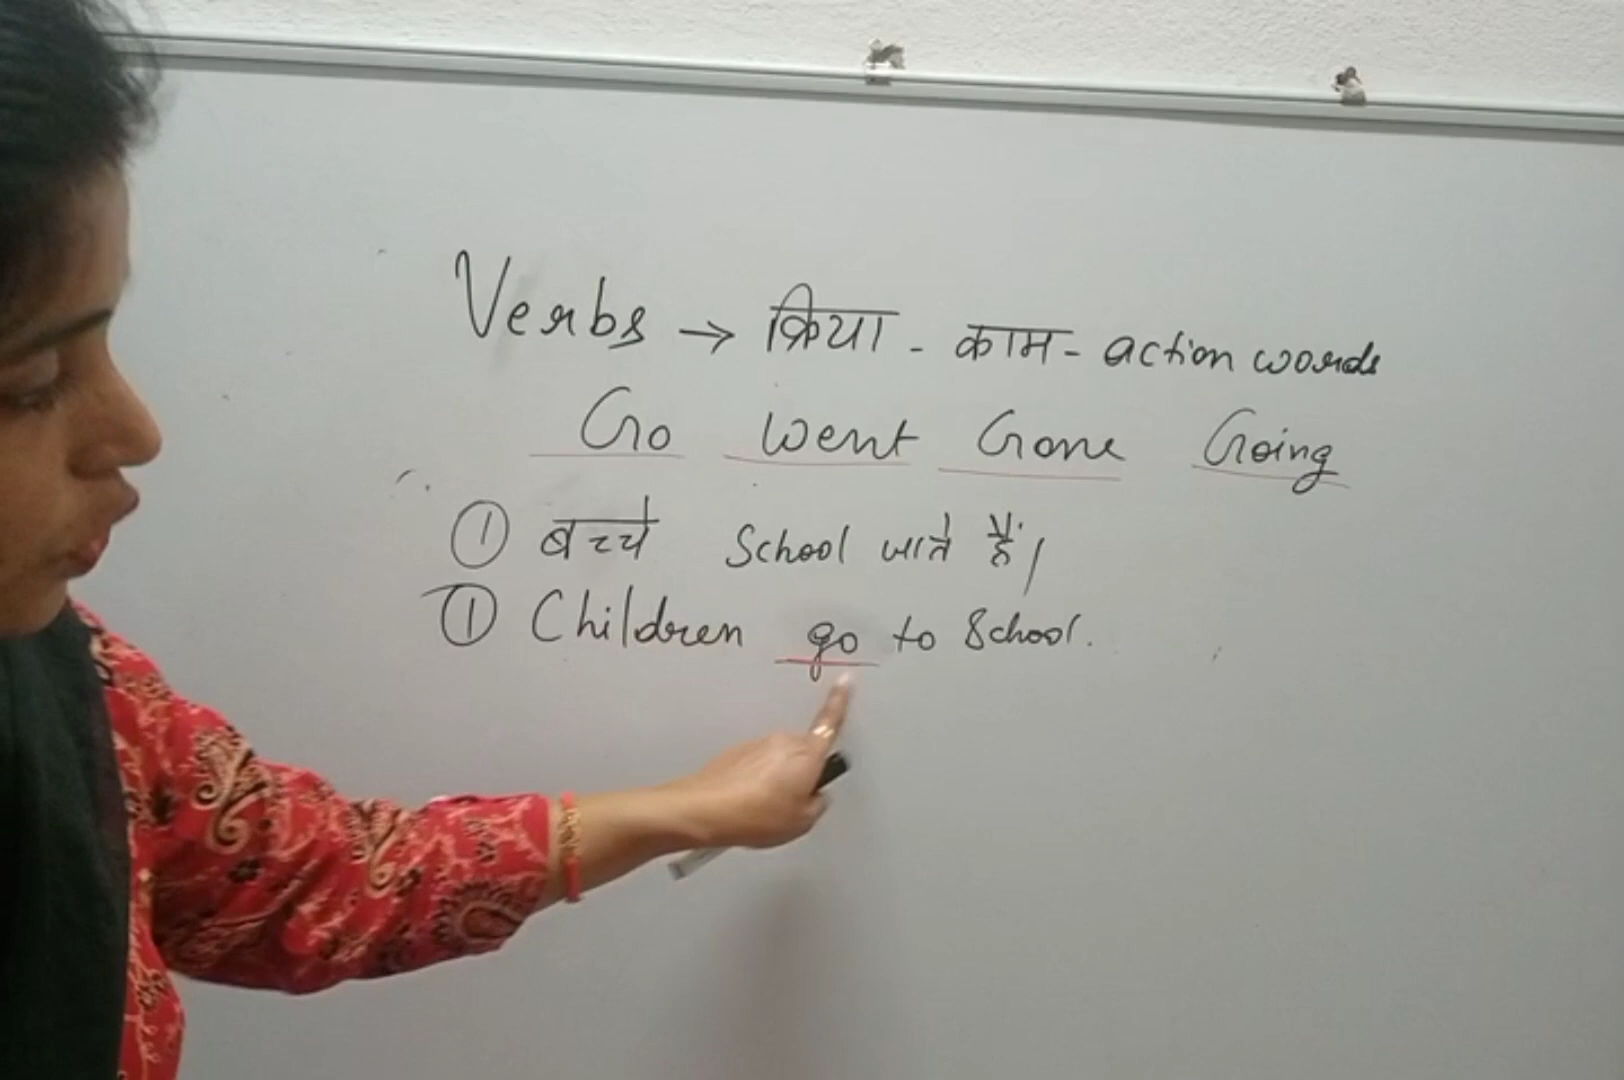 Verbs → क्रिया - काम - action words
Go Went Gone Going
① बच्चे School जाते हैं।
① Children go to School.